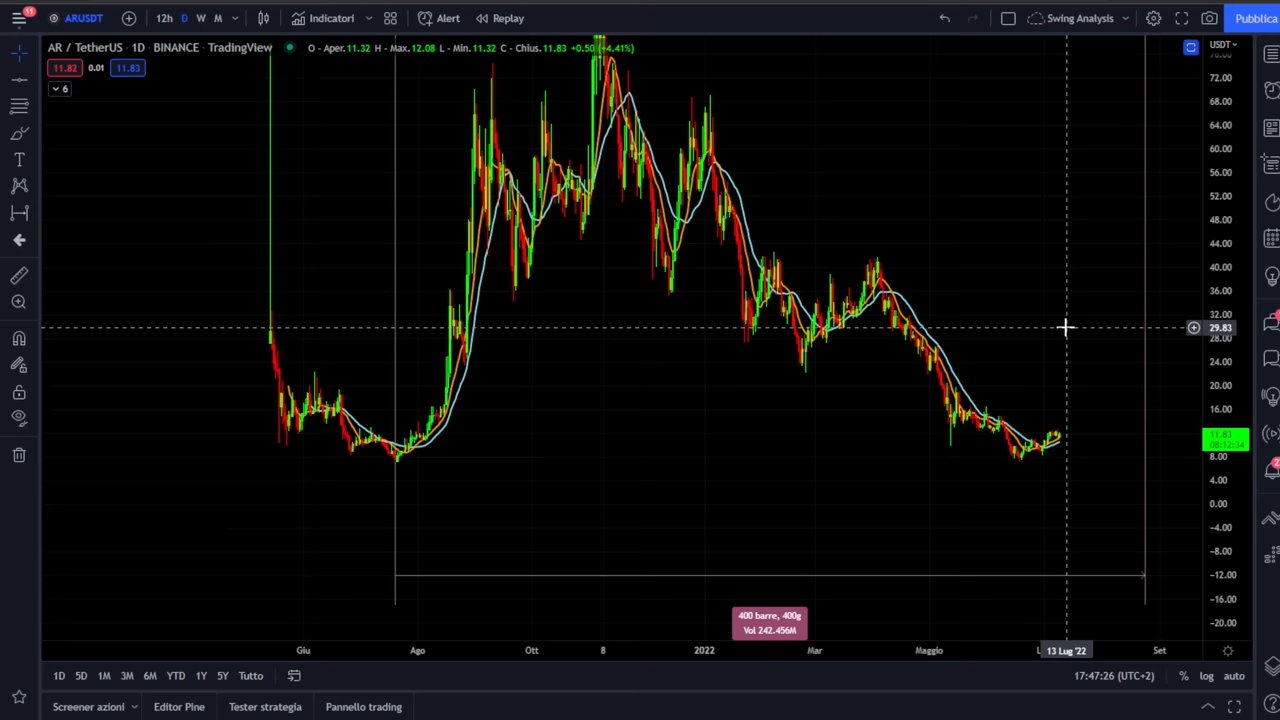 11
ARUSDT
12h D W M
Indicatori
Alert
Replay
Swing Analysis
Pubblica
AR / TetherUS · 1D · BINANCE · TradingView
O - Aper.11.32 H - Max.12.08 L - Min.11.32 C - Chius.11.83 +0.50 (+4.41%)
USDT
11.82 0.01 11.83
6
76.00
72.00
68.00
64.00
60.00
56.00
52.00
48.00
44.00
40.00
36.00
32.00
29.83
28.00
24.00
20.00
16.00
11.83
08:12:34
8.00
4.00
0.00
−4.00
−8.00
−12.00
−16.00
−20.00
400 barre, 400g
Vol 242.456M
Giu Ago Ott 8 2022 Mar Maggio L 13 Lug '22 Set
1D 5D 1M 3M 6M YTD 1Y 5Y Tutto
17:47:26 (UTC+2) % log auto
Screener azioni Editor Pine Tester strategia Pannello trading